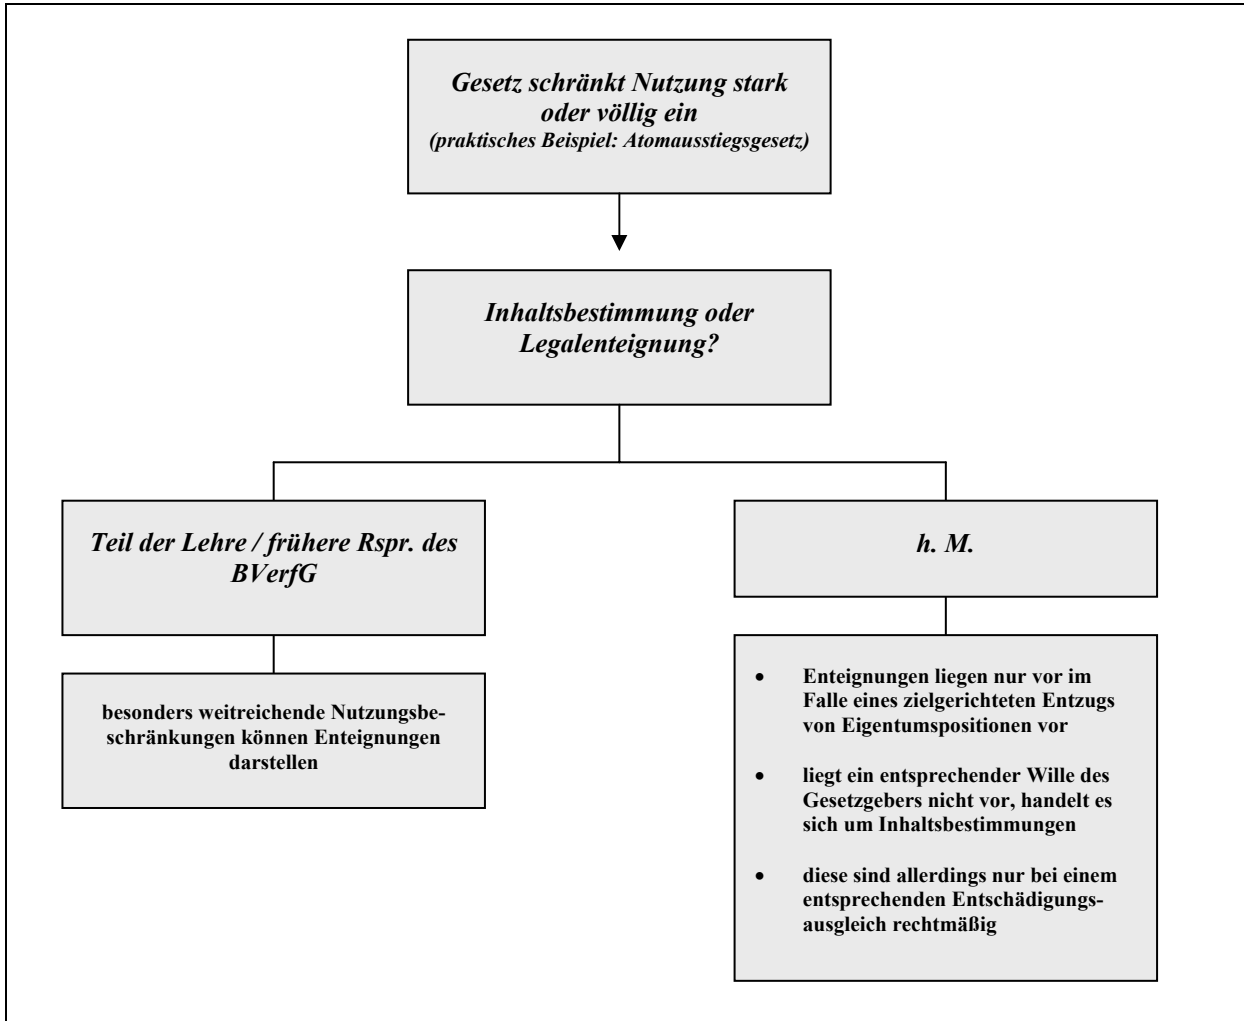 Gesetz schränkt Nutzung stark
oder völlig ein
(praktisches Beispiel: Atomausstiegsgesetz)
Inhaltsbestimmung oder
Legalenteignung?
Teil der Lehre / frühere Rspr. des
BVerfG
besonders weitreichende Nutzungsbe-
schränkungen können Enteignungen
darstellen
h. M.
• Enteignungen liegen nur vor im
Falle eines zielgerichteten Entzugs
von Eigentumspositionen vor
• liegt ein entsprechender Wille des
Gesetzgebers nicht vor, handelt es
sich um Inhaltsbestimmungen
• diese sind allerdings nur bei einem
entsprechenden Entschädigungs-
ausgleich rechtmäßig